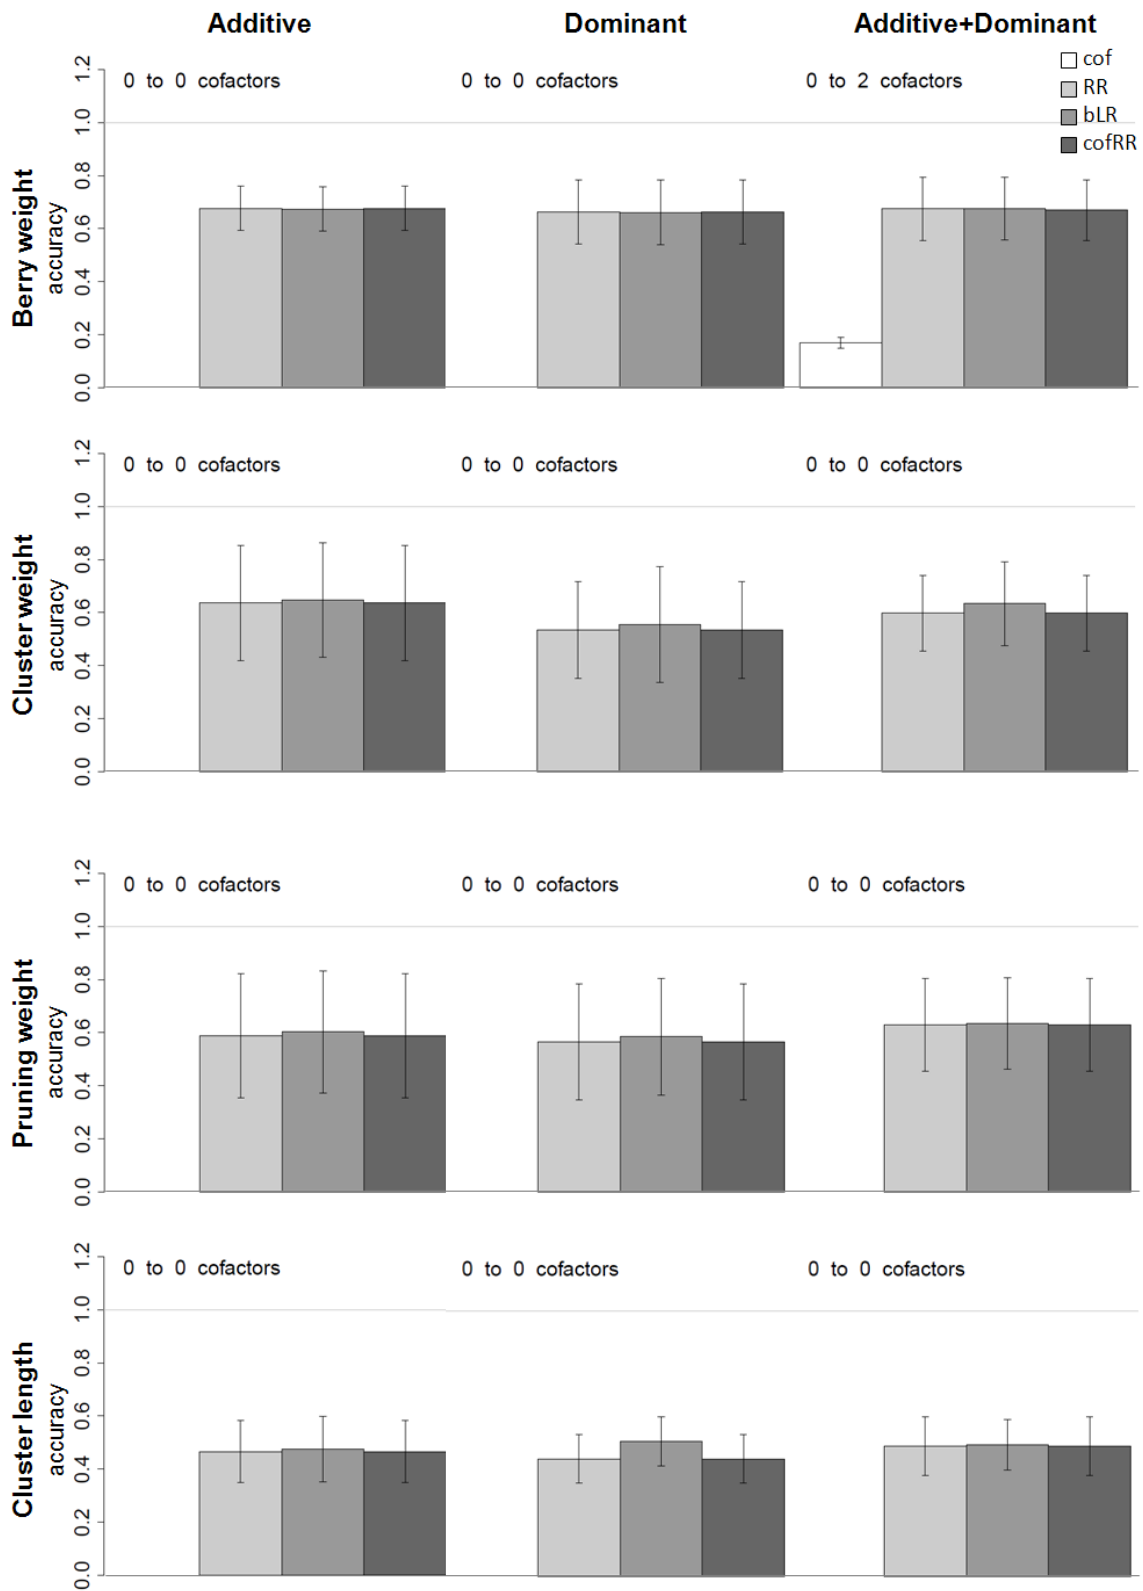 Additive Dominant Additive+Dominant
cof
RR
bLR
cofRR
Berry weight
accuracy
1.2
1.0
0.8
0.6
0.4
0.2
0.0
0 to 0 cofactors 0 to 0 cofactors 0 to 2 cofactors
Cluster weight
accuracy
1.2
1.0
0.8
0.6
0.4
0.2
0.0
0 to 0 cofactors 0 to 0 cofactors 0 to 0 cofactors
Pruning weight
accuracy
1.2
1.0
0.8
0.6
0.4
0.2
0.0
0 to 0 cofactors 0 to 0 cofactors 0 to 0 cofactors
Cluster length
accuracy
1.2
1.0
0.8
0.6
0.4
0.2
0.0
0 to 0 cofactors 0 to 0 cofactors 0 to 0 cofactors